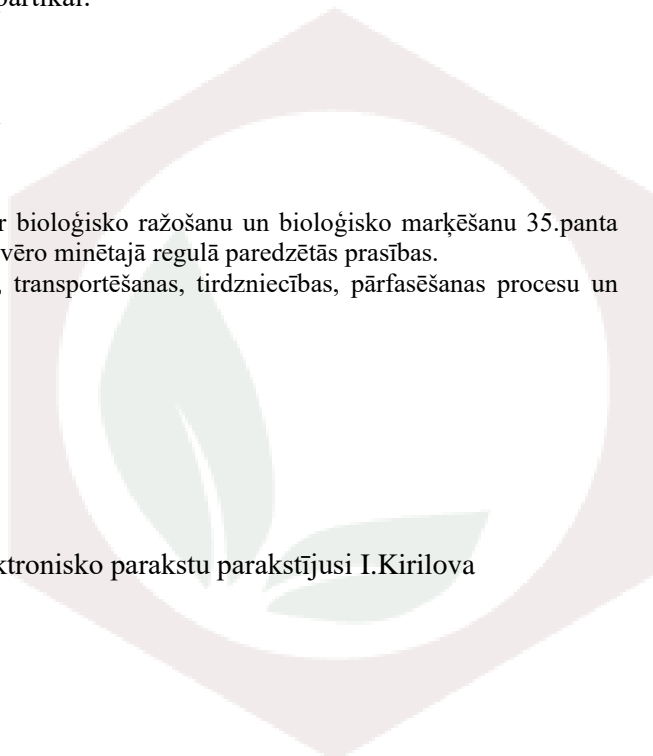 r bioloģisko ražošanu un bioloģisko marķēšanu 35.panta
vēro minētajā regulā paredzētās prasības.
, transportēšanas, tirdzniecības, pārfasēšanas procesu un
ktronisko parakstu parakstījusi I.Kirilova